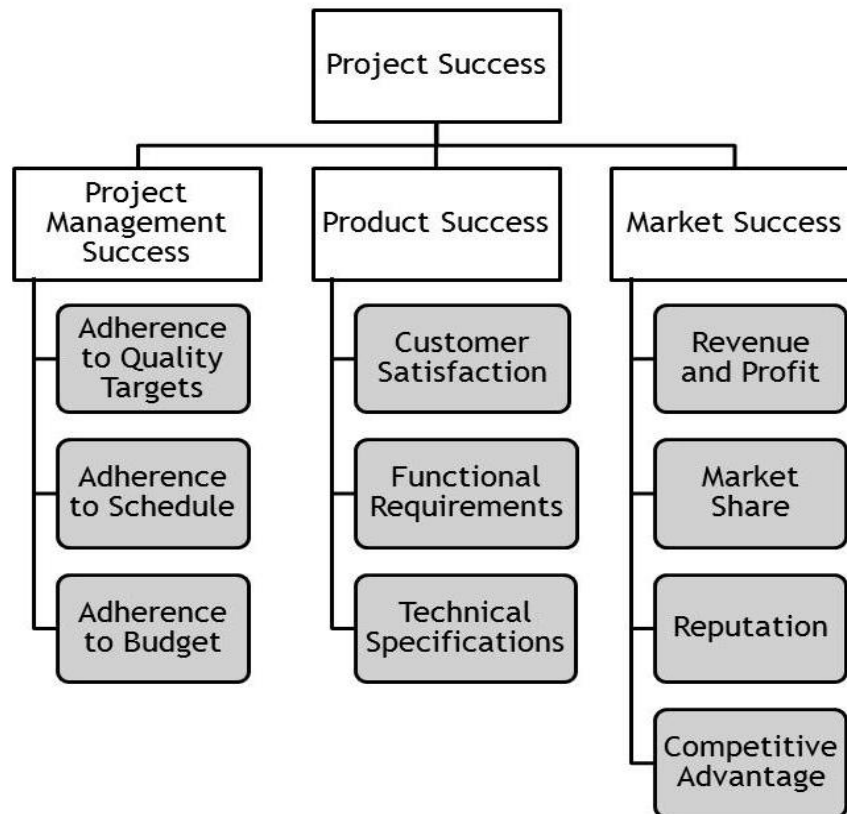 Project Success
Project
Management
Success
Product Success
Market Success
Adherence
to Quality
Targets
Customer
Satisfaction
Revenue
and Profit
Adherence
to Schedule
Functional
Requirements
Market
Share
Adherence
to Budget
Technical
Specifications
Reputation
Competitive
Advantage